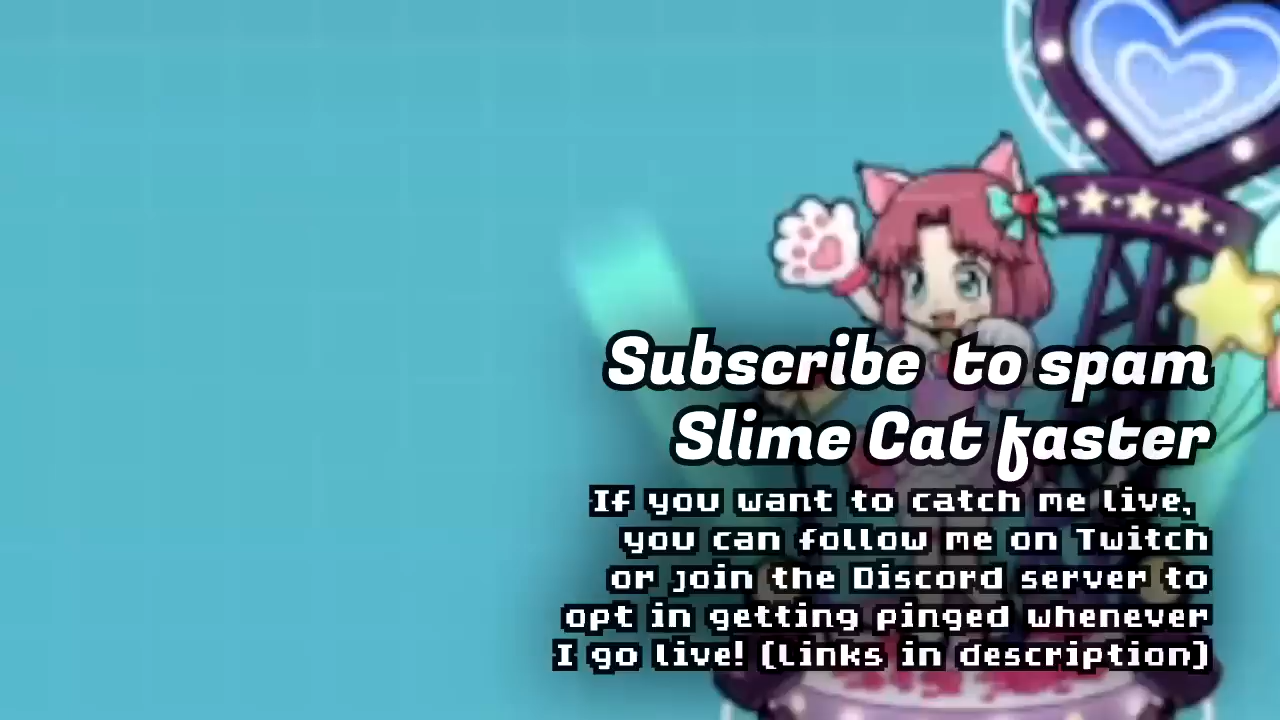 Subscribe to spam
Slime Cat faster
If you want to catch me live,
you can follow me on Twitch
or join the Discord server to
opt in getting pinged whenever
I go live! (Links in description)